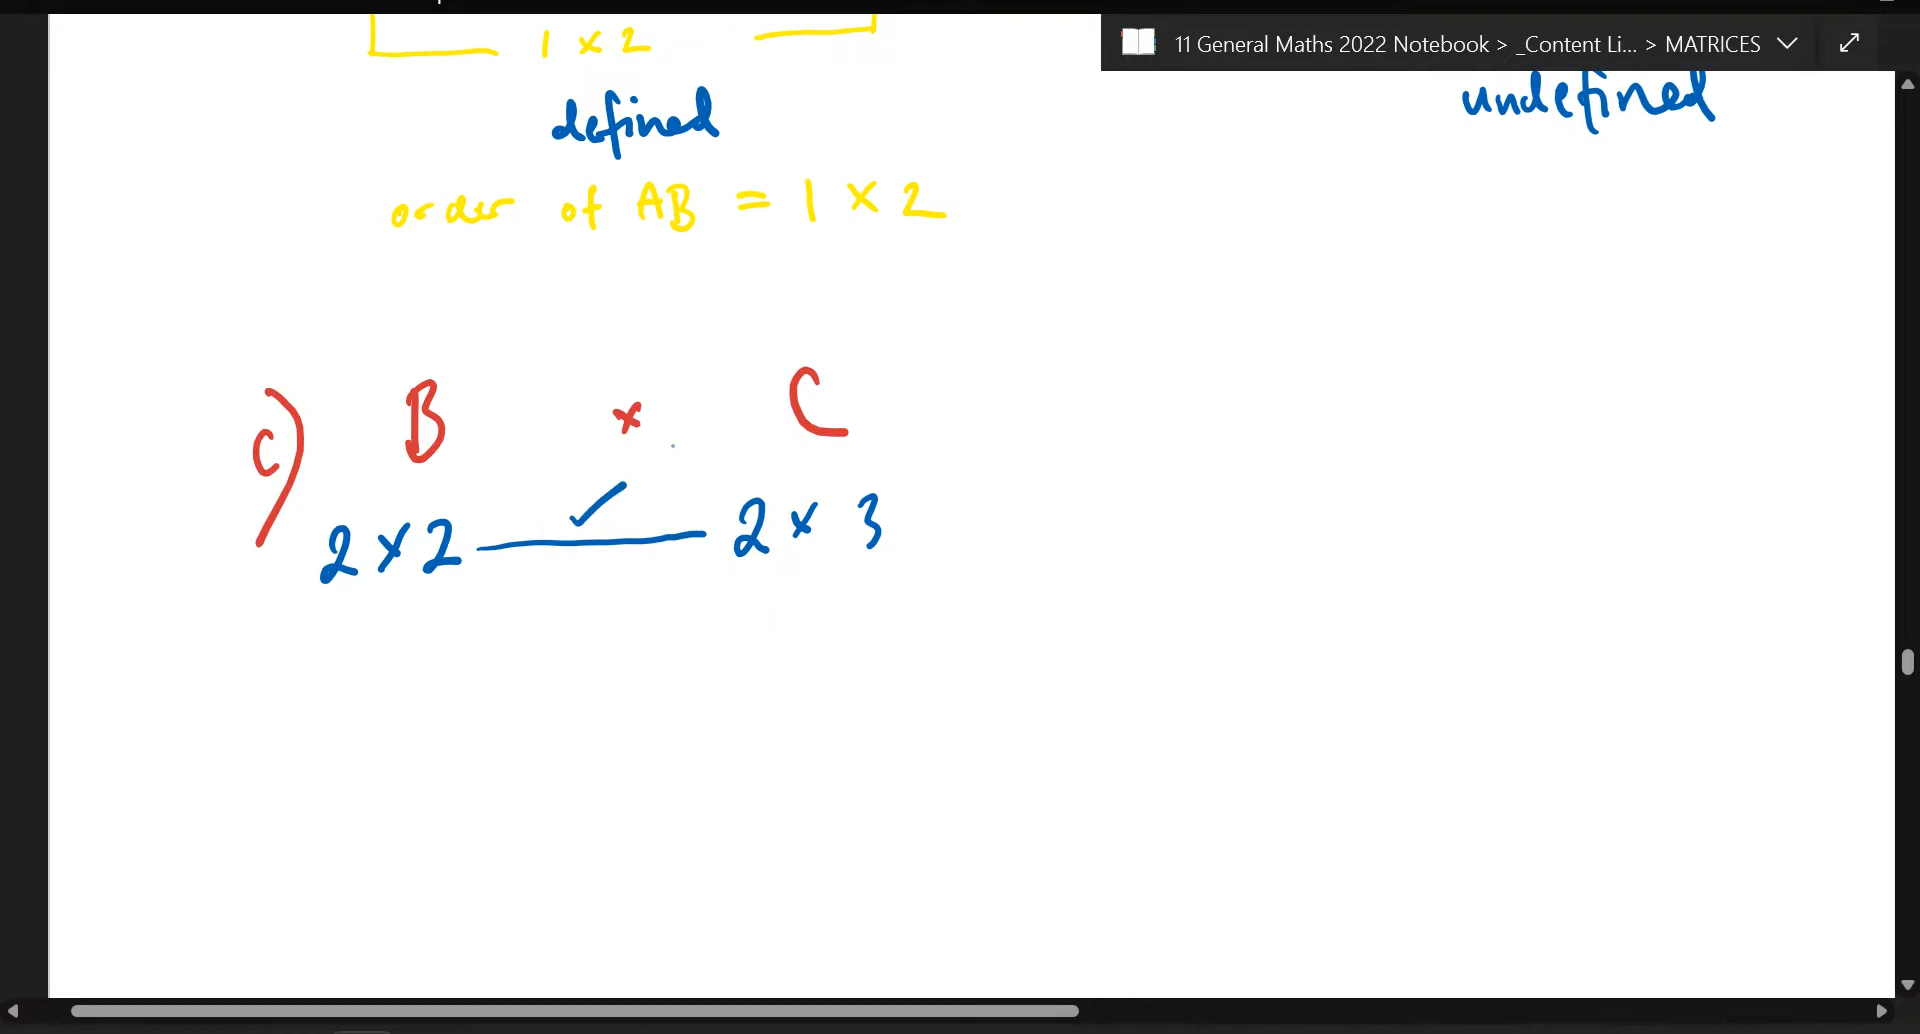 11 General Maths 2022 Notebook > _Content Li... > MATRICES
1 × 2
defined
undefined
order of AB = 1 × 2
c) B × C
2 × 2 ✓ 2 × 3